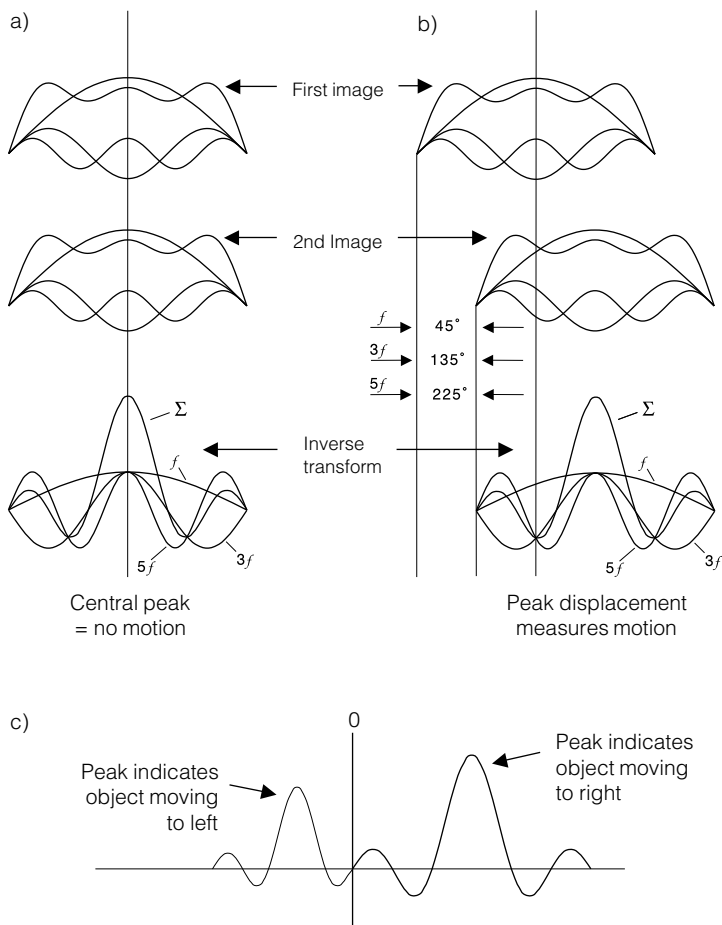 a)
b)
First image
2nd Image
f 45°
3f 135°
5f 225°
Σ
Σ
Inverse
transform
f
f
5f
3f
5f
3f
Central peak
= no motion
Peak displacement
measures motion
c)
0
Peak indicates
object moving
to left
Peak indicates
object moving
to right